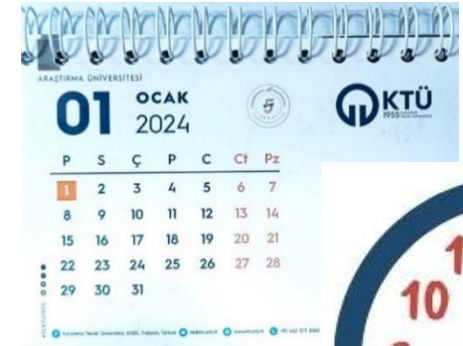 ARAŞTIRMA ÜNİVERSİTESİ
01 OCAK
2024
KTÜ
1955
P S Ç P C Ct Pz
1 2 3 4 5 6 7
8 9 10 11 12 13 14
15 16 17 18 19 20 21
22 23 24 25 26 27 28
29 30 31
10